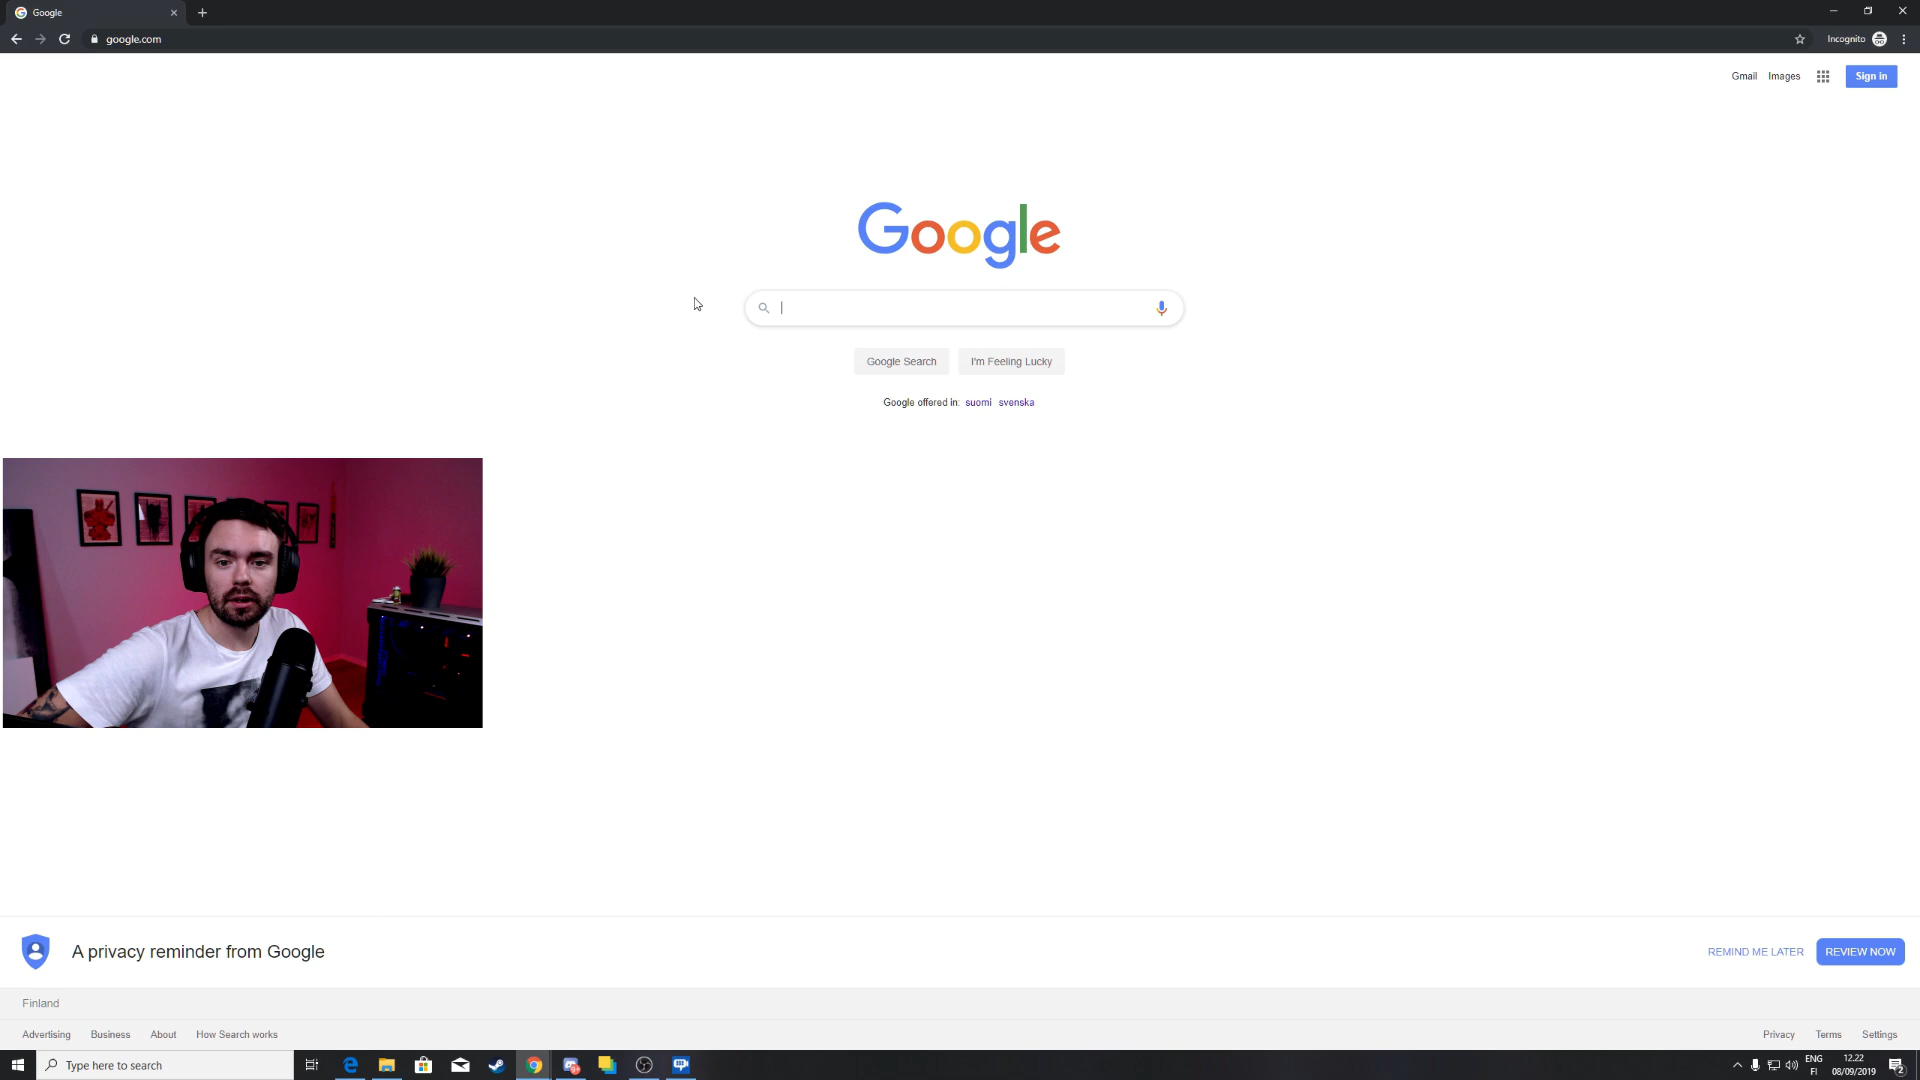 Google
google.com
Incognito
Gmail Images
Sign in
Google
Google Search
I'm Feeling Lucky
Google offered in: suomi svenska
A privacy reminder from Google
REMIND ME LATER
REVIEW NOW
Finland
Advertising Business About How Search works
Privacy Terms Settings
Type here to search
ENG
FI
12.22
08/09/2019
2